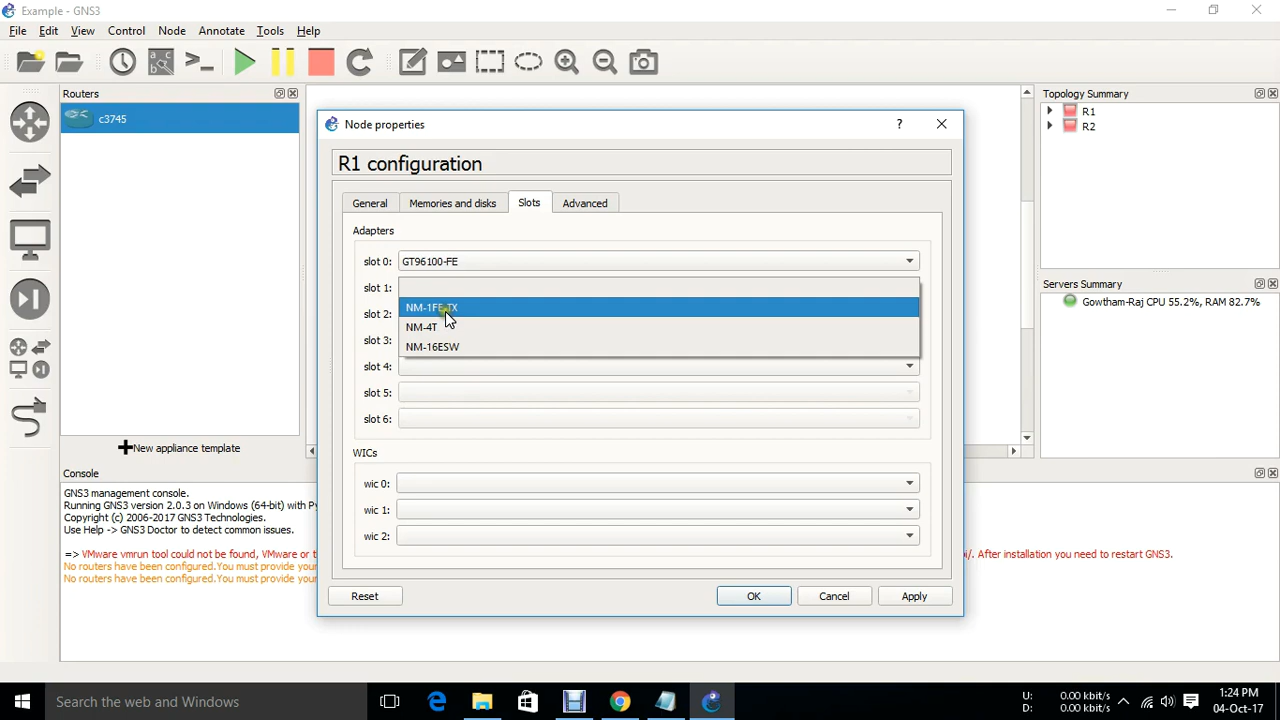 Example - GNS3
File Edit View Control Node Annotate Tools Help
Routers
c3745
New appliance template
Node properties
?
R1 configuration
General Memories and disks Slots Advanced
Adapters
slot 0: GT96100-FE
slot 1:
NM-1FE-TX
slot 2:
NM-4T
slot 3:
NM-16ESW
slot 4:
slot 5:
slot 6:
WICs
wic 0:
wic 1:
wic 2:
Reset OK Cancel Apply
Topology Summary
R1
R2
Servers Summary
Gowtham-Raj CPU 55.2%, RAM 82.7%
Console
GNS3 management console.
Running GNS3 version 2.0.3 on Windows (64-bit) with
Copyright (c) 2006-2017 GNS3 Technologies.
Use Help -> GNS3 Doctor to detect common issues.
=> VMware vmrun tool could not be found, VMware or . After installation you need to restart GNS3.
No routers have been configured.You must provide your
No routers have been configured.You must provide your
Search the web and Windows
U: 0.00 kbit/s
D: 0.00 kbit/s
1:24 PM
04-Oct-17